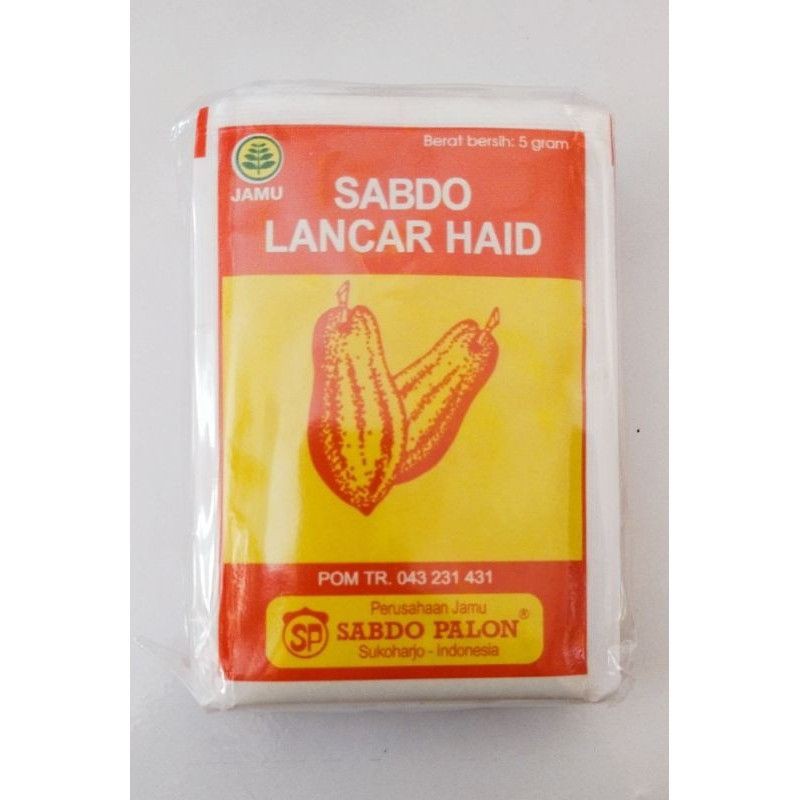 Berat bersih: 5 gram
JAMU
SABDO
LANCAR HAID
POM TR. 043 231 431
Perusahaan Jamu
SP SABDO PALON®
Sukoharjo - Indonesia